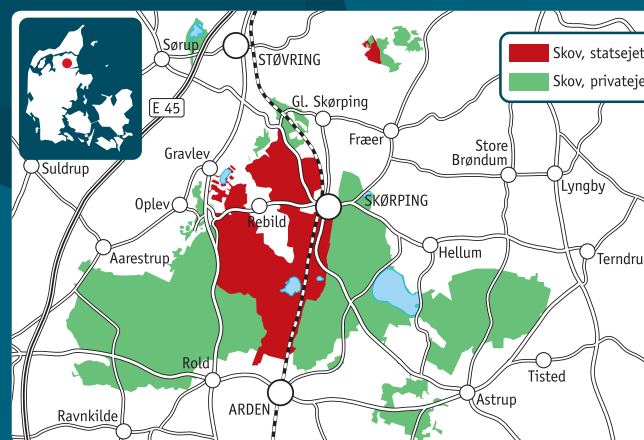 Sørup
STØVRING
Skov, statsejet
Skov, privateje
E 45
Gl. Skørping
Fræer
Store
Brøndum
Gravlev
Suldrup
Lyngby
Oplev
Rebild
SKØRPING
Aarestrup
Hellum
Terndru
Rold
Tisted
ARDEN
Astrup
Ravnkilde